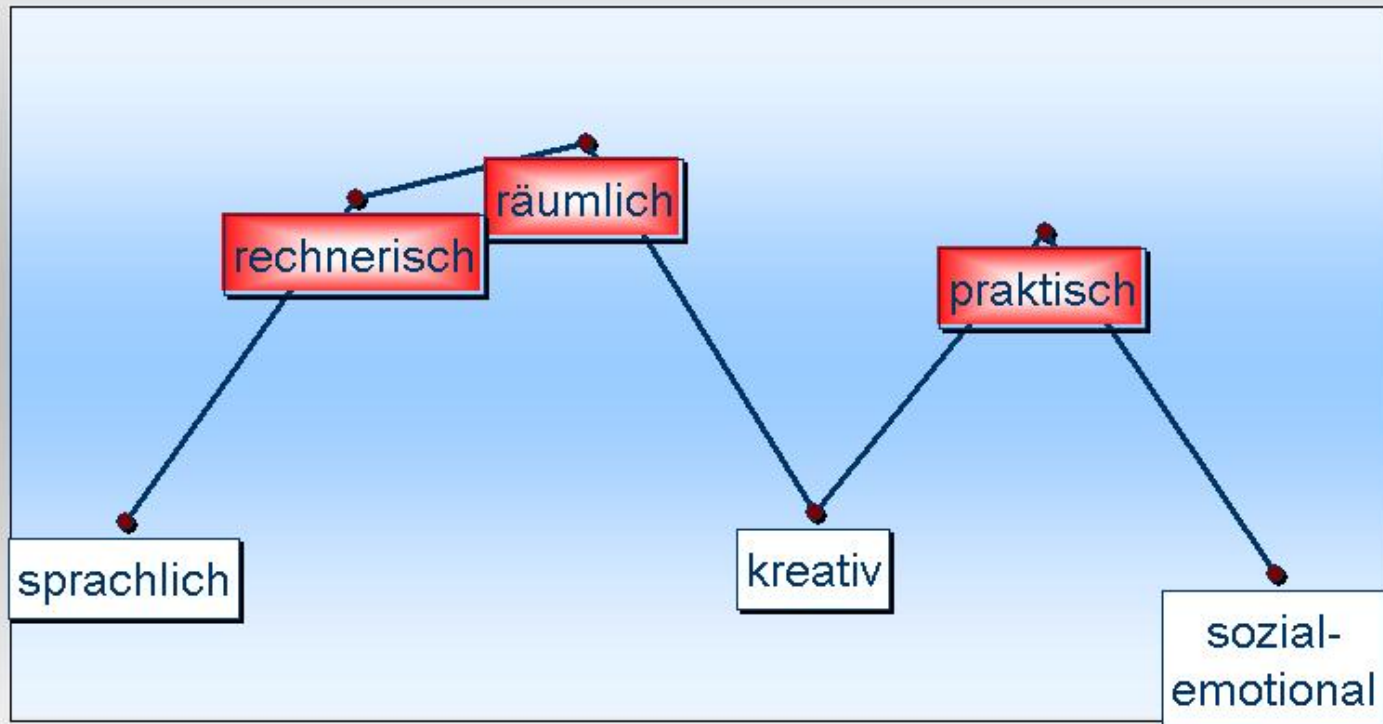 sprachlich
rechnerisch
räumlich
kreativ
praktisch
sozial-
emotional